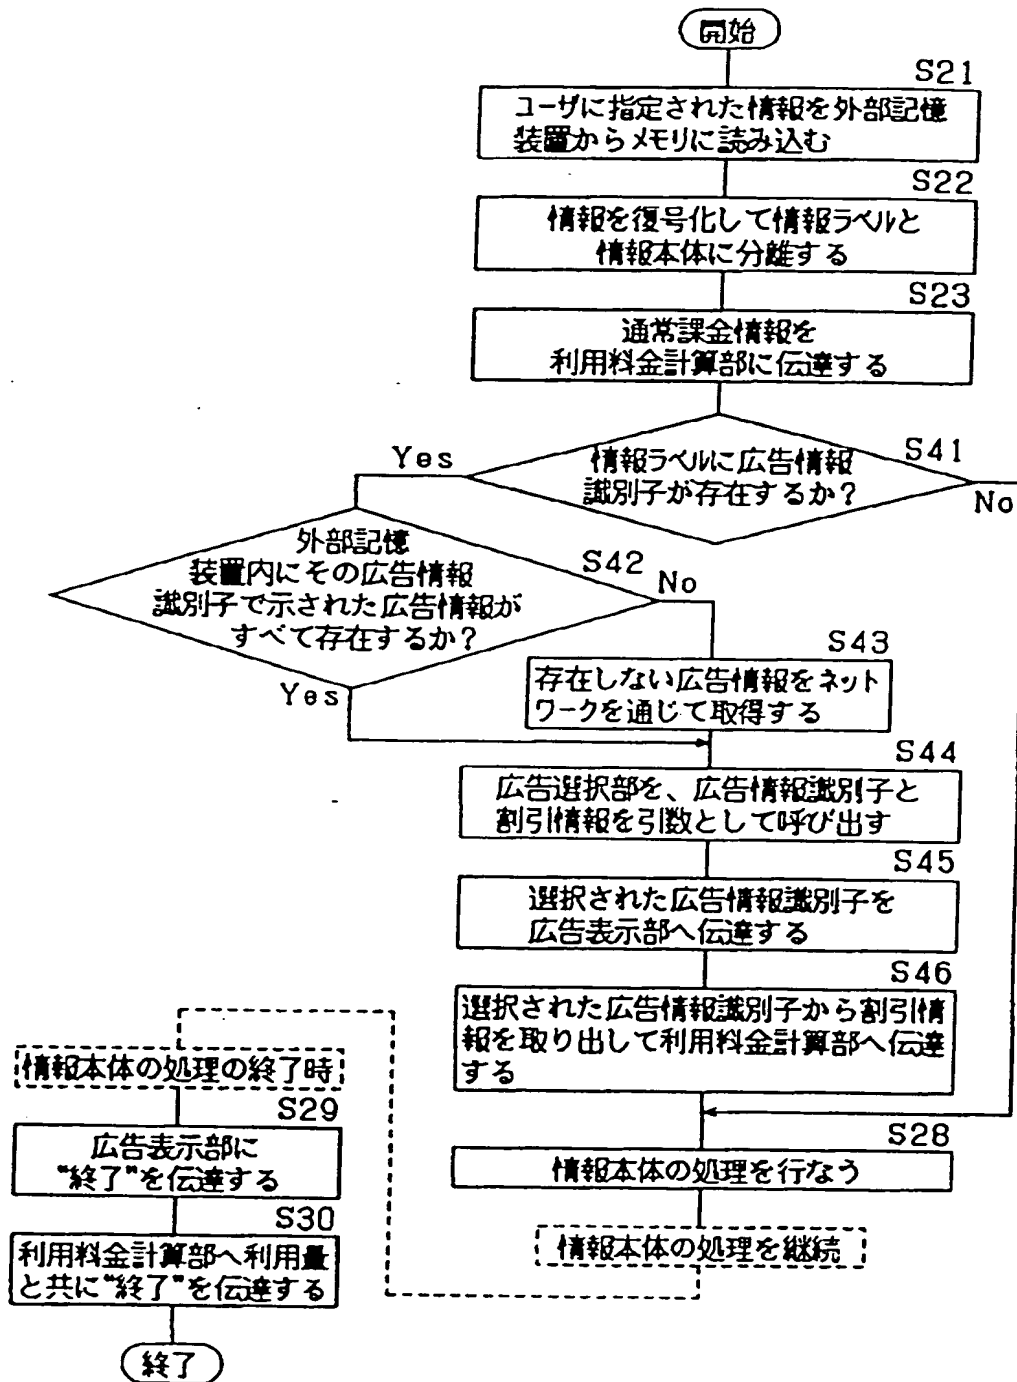 開始
S21
ユーザに指定された情報を外部記憶
装置からメモリに読み込む
S22
情報を復号化して情報ラベルと
情報本体に分離する
S23
通常課金情報を
利用料金計算部に伝達する
S41
情報ラベルに広告情報
識別子が存在するか？
Yes
No
S42
外部記憶
装置内にその広告情報
識別子で示された広告情報が
すべて存在するか？
No
Yes
S43
存在しない広告情報をネット
ワークを通じて取得する
S44
広告選択部を、広告情報識別子と
割引情報を引数として呼び出す
S45
選択された広告情報識別子を
広告表示部へ伝達する
S46
選択された広告情報識別子から割引情
報を取り出して利用料金計算部へ伝達
する
S28
情報本体の処理を行なう
情報本体の処理を継続
情報本体の処理の終了時
S29
広告表示部に
“終了”を伝達する
S30
利用料金計算部へ利用量
と共に“終了”を伝達する
終了